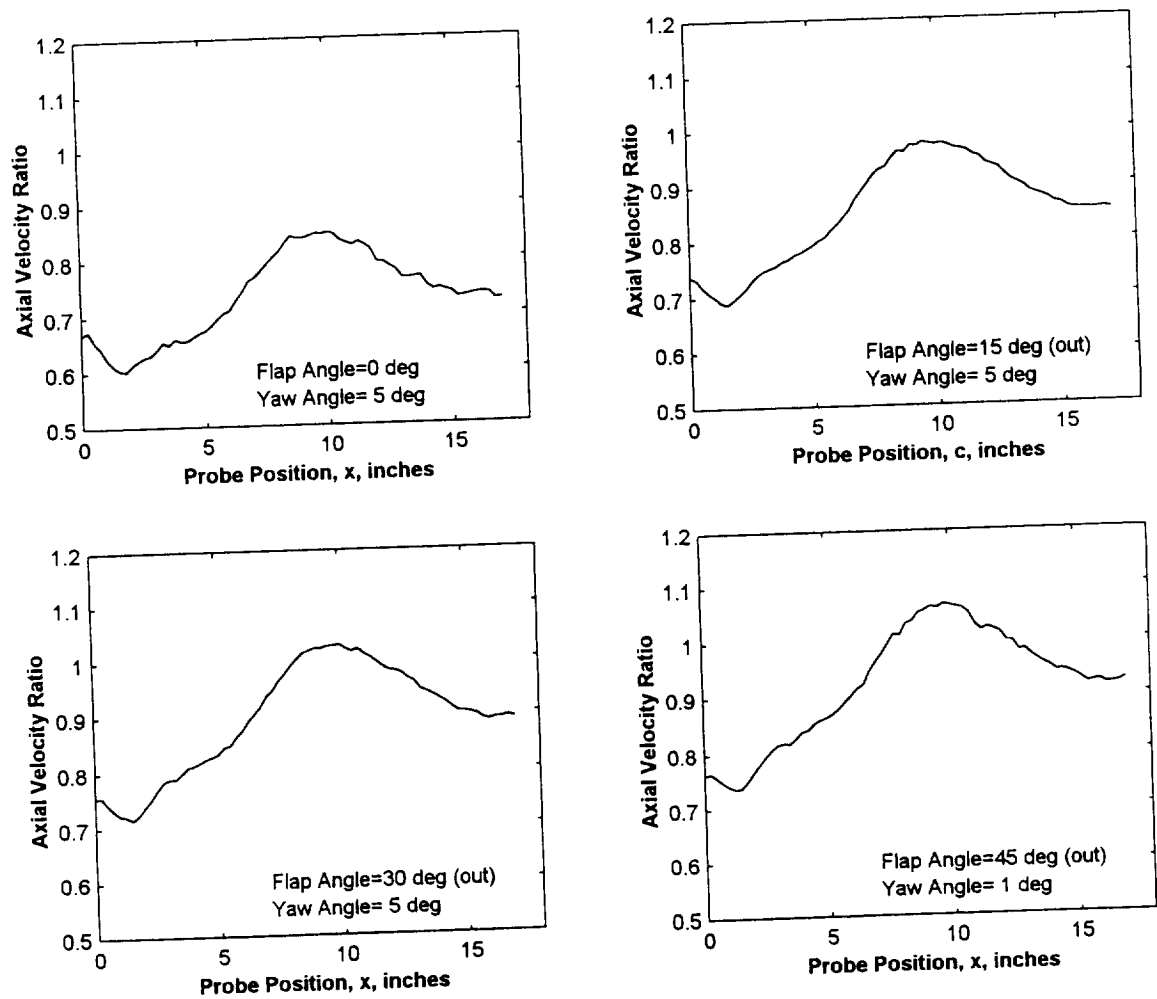 1.2
1.1
1
0.9
0.8
0.7
0.6
0.5
Axial Velocity Ratio
Flap Angle=0 deg
Yaw Angle= 5 deg
0 5 10 15
Probe Position, x, inches
1.2
1.1
1
0.9
0.8
0.7
0.6
0.5
Axial Velocity Ratio
Flap Angle=15 deg (out)
Yaw Angle= 5 deg
0 5 10 15
Probe Position, c, inches
1.2
1.1
1
0.9
0.8
0.7
0.6
0.5
Axial Velocity Ratio
Flap Angle=30 deg (out)
Yaw Angle= 5 deg
0 5 10 15
Probe Position, x, inches
1.2
1.1
1
0.9
0.8
0.7
0.6
0.5
Axial Velocity Ratio
Flap Angle=45 deg (out)
Yaw Angle= 1 deg
0 5 10 15
Probe Position, x, inches